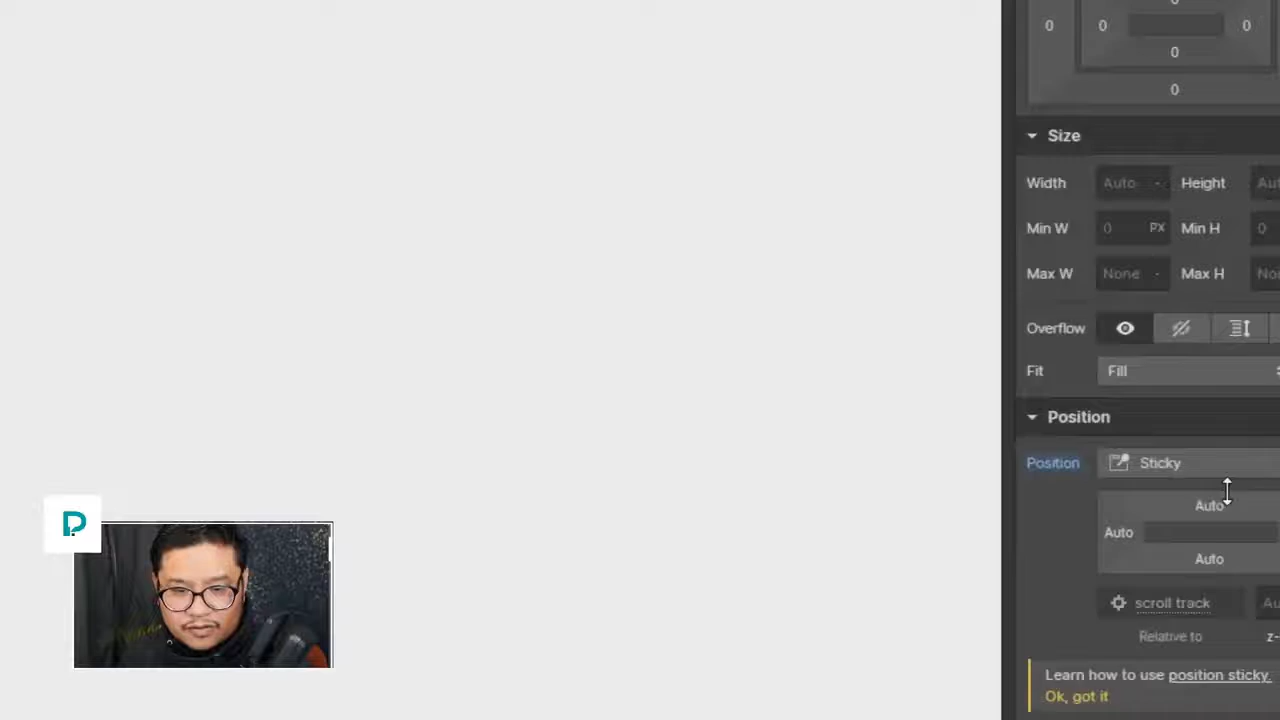 0
0 0 0
0
0
Size
Width Auto - Height
Min W 0 PX Min H 0
Max W None - Max H
Overflow
Fit Fill
Position
Position Sticky
Auto
Auto
Auto
scroll track
Relative to
Learn how to use position sticky.
Ok, got it